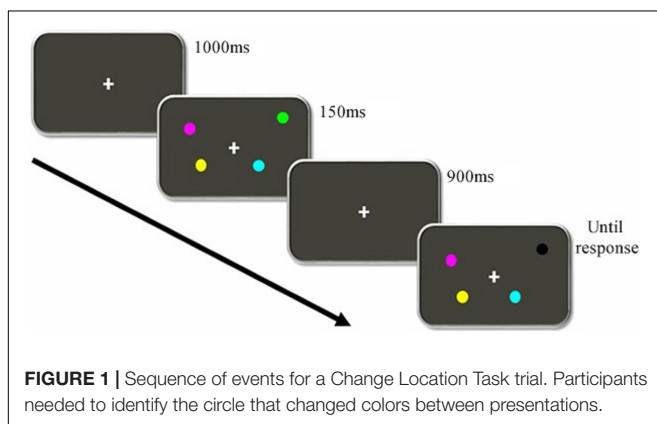 1000ms
150ms
900ms
Until
response
FIGURE 1 | Sequence of events for a Change Location Task trial. Participants
needed to identify the circle that changed colors between presentations.